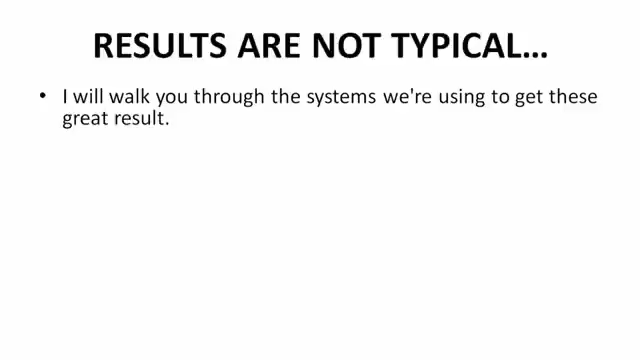 RESULTS ARE NOT TYPICAL...
• I will walk you through the systems we're using to get these
great result.